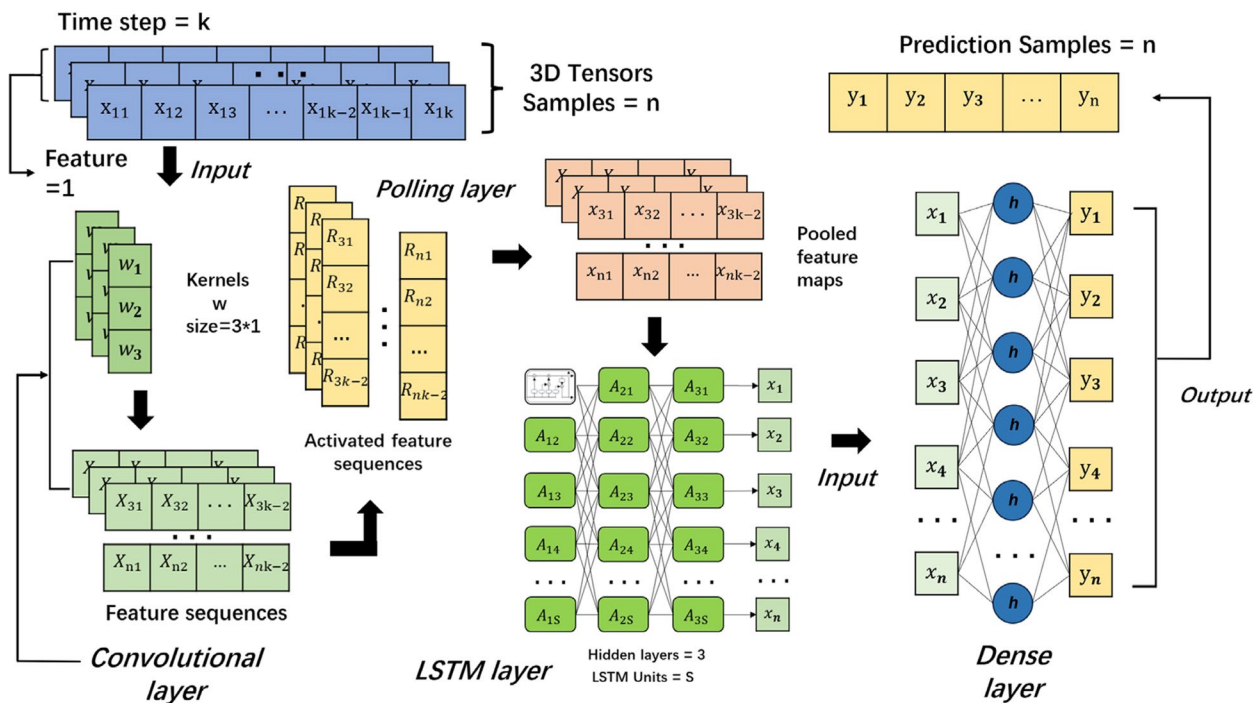 Time step = k
x11 x12 x13 ... x1k−2 x1k−1 x1k
3D Tensors
Samples = n
Feature
=1
Input
w1
w2
w3
Kernels
w
size=3*1
X31 X32 . . . X3k−2
. . .
Xn1 Xn2 ... Xnk−2
Feature sequences
Convolutional
layer
R R R31
R32
...
R R R3k−2
Rn1
Rn2
...
Rnk−2
Activated feature
sequences
Polling layer
x31 x32 . . . x3k−2
. . .
xn1 xn2 ... xnk−2
Pooled
feature
maps
A21 A31 x1
A12 A22 A32 x2
A13 A23 A33 x3
A14 A24 A34 x4
. . . . . . . . . . . .
A1S A2S A3S xn
Hidden layers = 3
LSTM Units = S
LSTM layer
Input
Prediction Samples = n
y1 y2 y3 ... yn
x1 h y1
x2 h y2
x3 h y3
x4 h y4
h
. . . . . . . . .
xn h yn
Output
Dense
layer